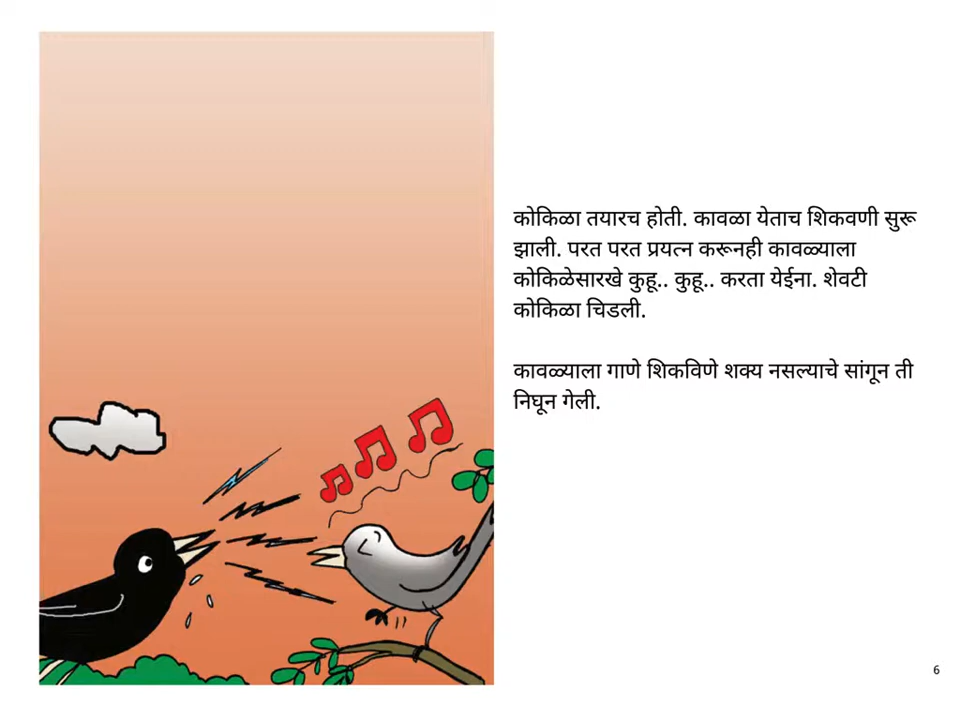 कोकिळा तयारच होती. कावळा येताच शिकवणी सुरू
झाली. परत परत प्रयत्न करूनही कावळ्याला
कोकिळेसारखे कुहू.. कुहू.. करता येईना. शेवटी
कोकिळा चिडली.
कावळ्याला गाणे शिकविणे शक्य नसल्याचे सांगून ती
निघून गेली.
6